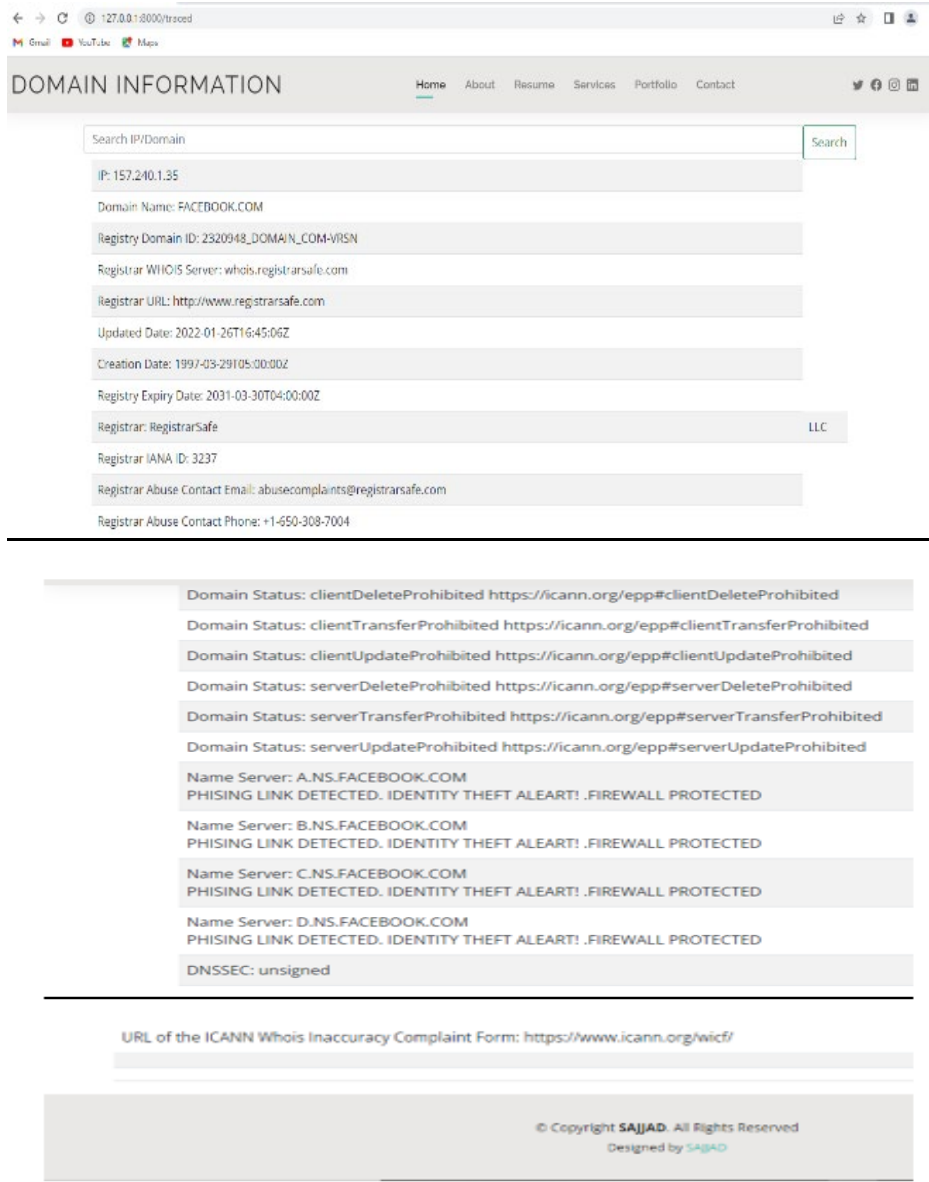 127.0.0.1:8000/traced
Gmail YouTube Maps
DOMAIN INFORMATION Home About Resume Services Portfolio Contact
Search IP/Domain Search
IP: 157.240.1.35
Domain Name: FACEBOOK.COM
Registry Domain ID: 2320948_DOMAIN_COM-VRSN
Registrar WHOIS Server: whois.registrarsafe.com
Registrar URL: http://www.registrarsafe.com
Updated Date: 2022-01-26T16:45:06Z
Creation Date: 1997-03-29T05:00:00Z
Registry Expiry Date: 2031-03-30T04:00:00Z
Registrar: RegistrarSafe LLC
Registrar IANA ID: 3237
Registrar Abuse Contact Email: abusecomplaints@registrarsafe.com
Registrar Abuse Contact Phone: +1-650-308-7004
Domain Status: clientDeleteProhibited https://icann.org/epp#clientDeleteProhibited
Domain Status: clientTransferProhibited https://icann.org/epp#clientTransferProhibited
Domain Status: clientUpdateProhibited https://icann.org/epp#clientUpdateProhibited
Domain Status: serverDeleteProhibited https://icann.org/epp#serverDeleteProhibited
Domain Status: serverTransferProhibited https://icann.org/epp#serverTransferProhibited
Domain Status: serverUpdateProhibited https://icann.org/epp#serverUpdateProhibited
Name Server: A.NS.FACEBOOK.COM
PHISING LINK DETECTED. IDENTITY THEFT ALEART! .FIREWALL PROTECTED
Name Server: B.NS.FACEBOOK.COM
PHISING LINK DETECTED. IDENTITY THEFT ALEART! .FIREWALL PROTECTED
Name Server: C.NS.FACEBOOK.COM
PHISING LINK DETECTED. IDENTITY THEFT ALEART! .FIREWALL PROTECTED
Name Server: D.NS.FACEBOOK.COM
PHISING LINK DETECTED. IDENTITY THEFT ALEART! .FIREWALL PROTECTED
DNSSEC: unsigned
URL of the ICANN Whois Inaccuracy Complaint Form: https://www.icann.org/wicf/
© Copyright SAJJAD. All Rights Reserved
Designed by SAJJAD